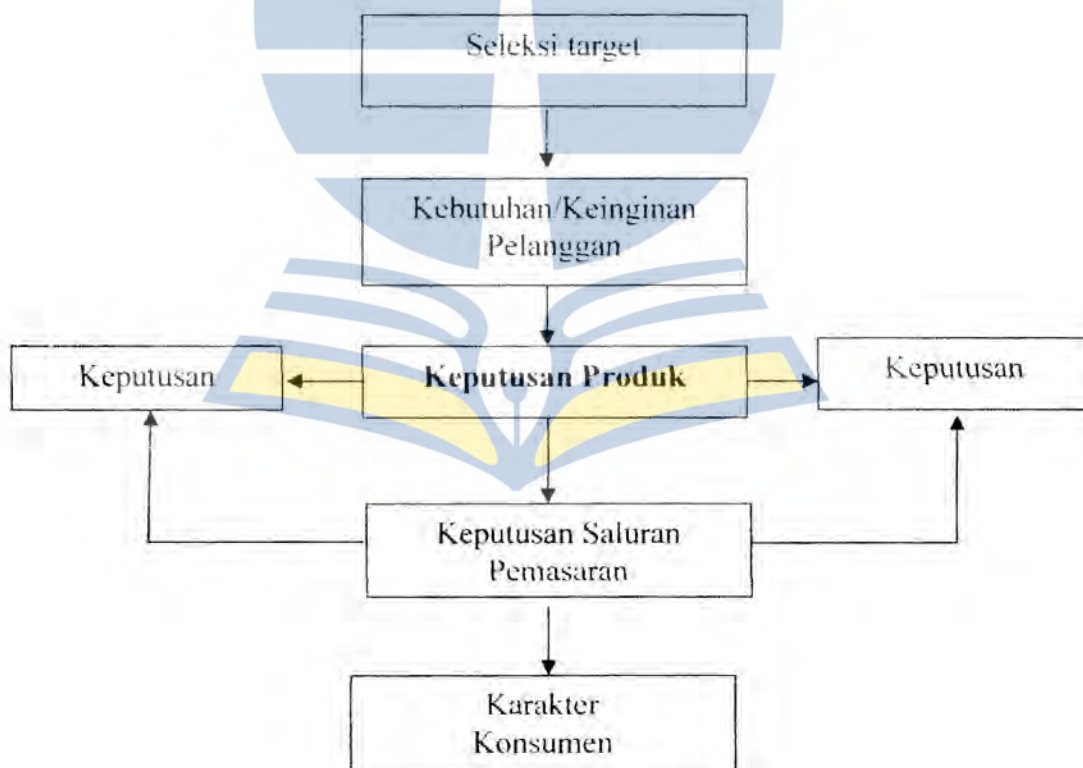 Seleksi target
Kebutuhan/Keinginan
Pelanggan
Keputusan
Keputusan Produk
Keputusan
Keputusan Saluran
Pemasaran
Karakter
Konsumen